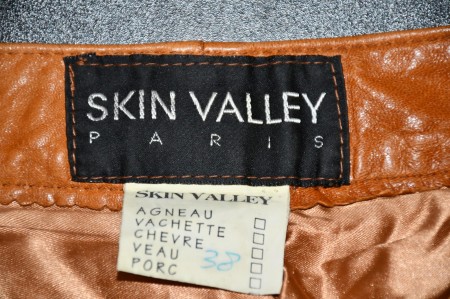 SKIN VALLEY
PARIS
SKIN VALLEY
AGNEAU
VACHETTE
CHEVRE
VEAU 38
PORC